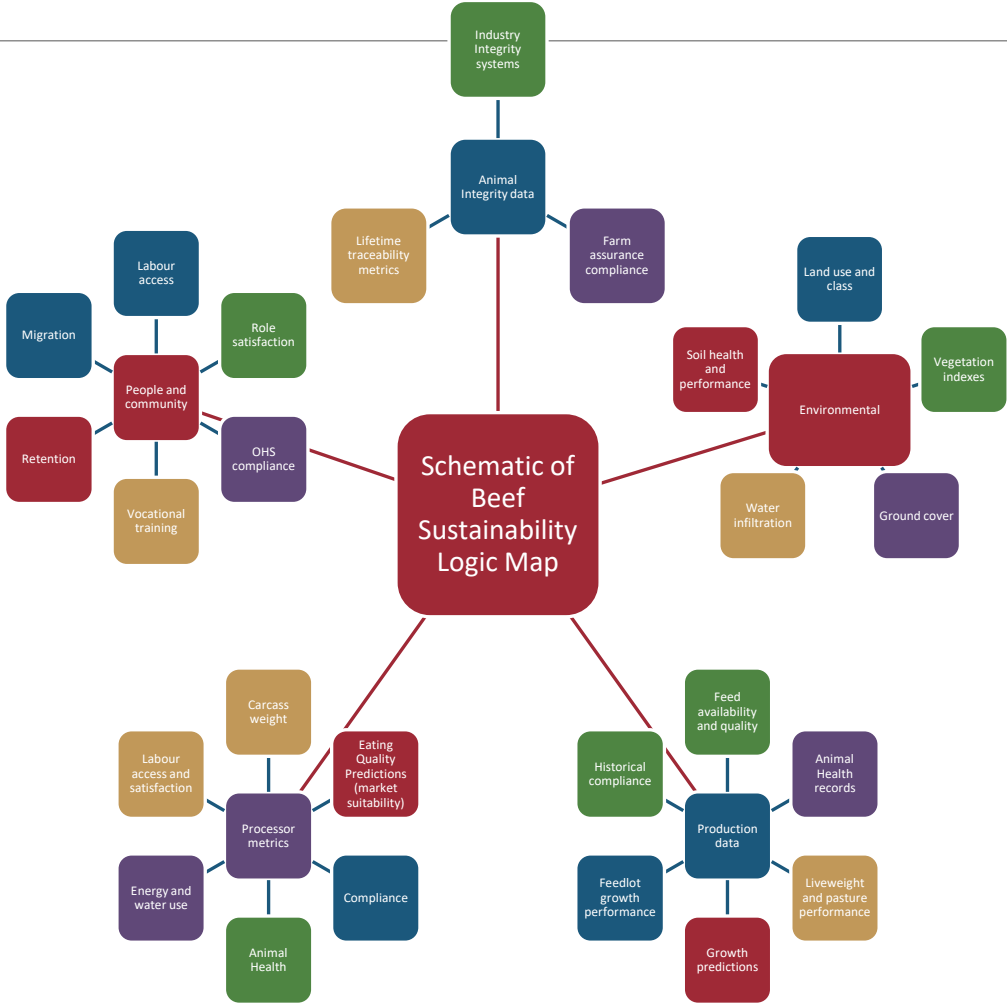 Industry
Integrity
systems
Animal
Integrity data
Lifetime
traceability
metrics
Farm
assurance
compliance
Labour
access
Migration
Role
satisfaction
People and
community
Retention
OHS
compliance
Vocational
training
Land use and
class
Soil health
and
performance
Vegetation
indexes
Environmental
Water
infiltration
Ground cover
Schematic of
Beef
Sustainability
Logic Map
Carcass
weight
Labour
access and
satisfaction
Eating
Quality
Predictions
(market
suitability)
Processor
metrics
Energy and
water use
Compliance
Animal
Health
Feed
availability
and quality
Historical
compliance
Animal
Health
records
Production
data
Feedlot
growth
performance
Liveweight
and pasture
performance
Growth
predictions